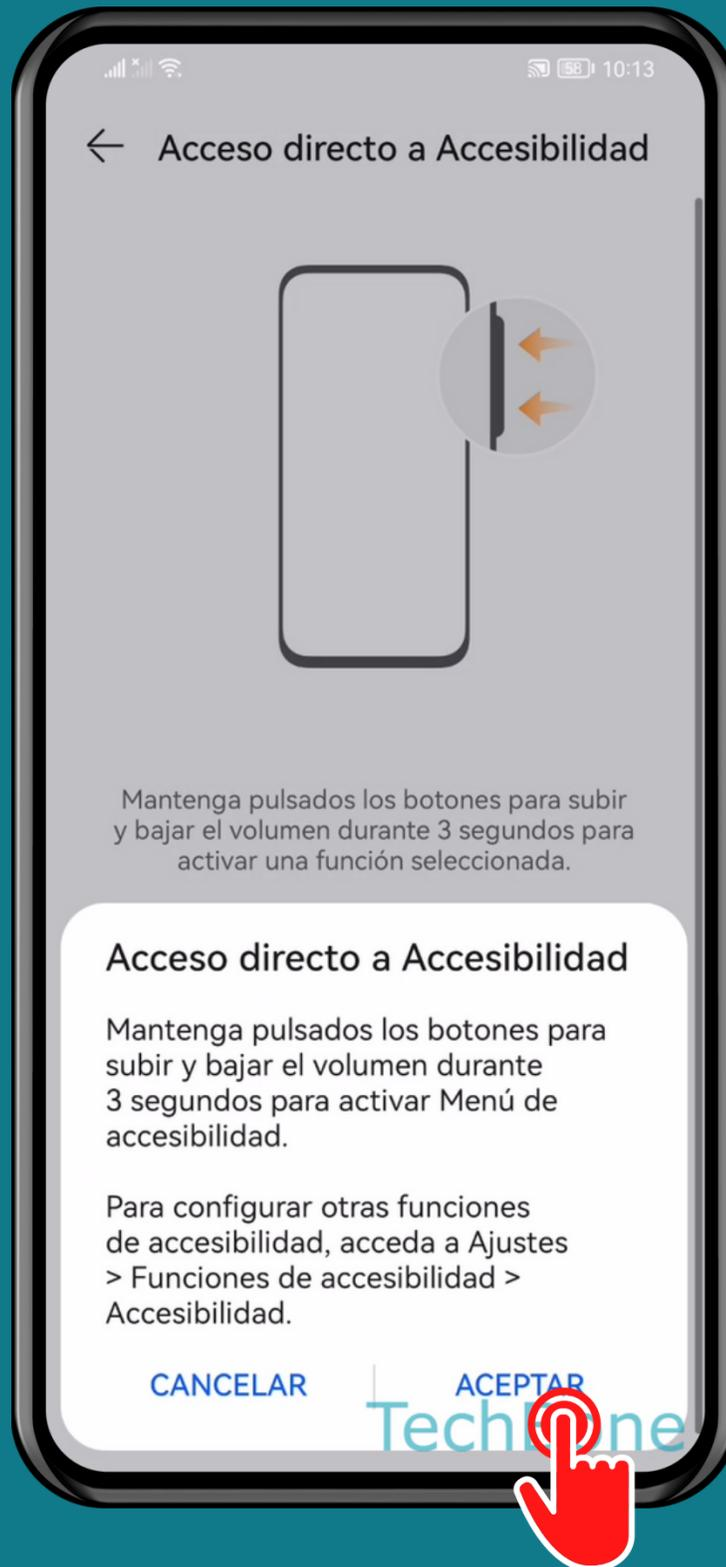 58 10:13
Acceso directo a Accesibilidad
Mantenga pulsados los botones para subir
y bajar el volumen durante 3 segundos para
activar una función seleccionada.
Acceso directo a Accesibilidad
Mantenga pulsados los botones para
subir y bajar el volumen durante
3 segundos para activar Menú de
accesibilidad.
Para configurar otras funciones
de accesibilidad, acceda a Ajustes
> Funciones de accesibilidad >
Accesibilidad.
CANCELAR ACEPTAR